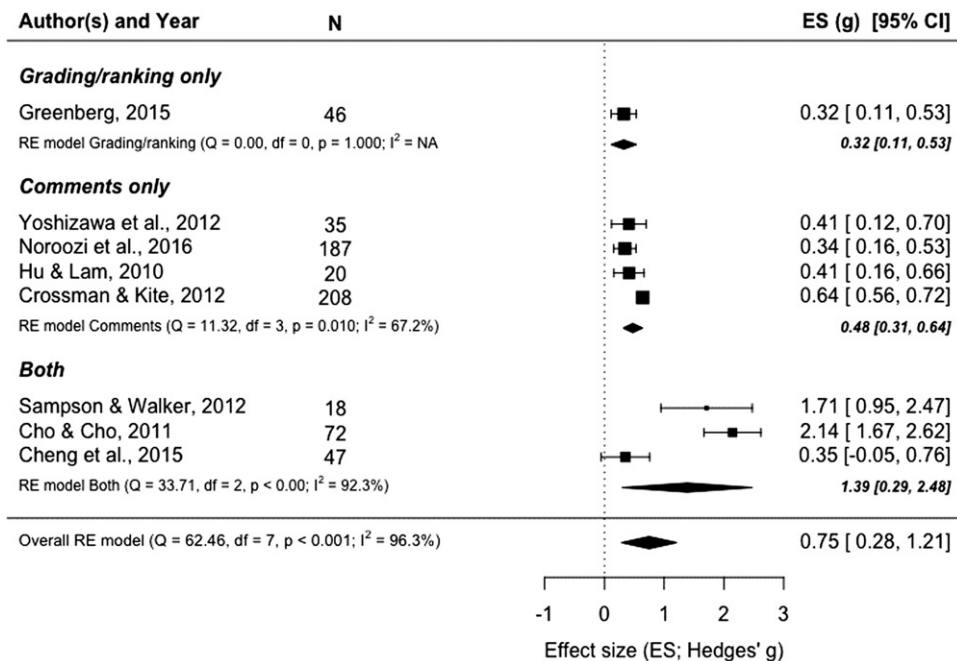 Author(s) and Year N ES (g) [95% CI]
Grading/ranking only
Greenberg, 2015 46 0.32 [ 0.11, 0.53]
RE model Grading/ranking (Q = 0.00, df = 0, p = 1.000; I² = NA 0.32 [0.11, 0.53]
Comments only
Yoshizawa et al., 2012 35 0.41 [ 0.12, 0.70]
Noroozi et al., 2016 187 0.34 [ 0.16, 0.53]
Hu & Lam, 2010 20 0.41 [ 0.16, 0.66]
Crossman & Kite, 2012 208 0.64 [ 0.56, 0.72]
RE model Comments (Q = 11.32, df = 3, p = 0.010; I² = 67.2%) 0.48 [0.31, 0.64]
Both
Sampson & Walker, 2012 18 1.71 [ 0.95, 2.47]
Cho & Cho, 2011 72 2.14 [ 1.67, 2.62]
Cheng et al., 2015 47 0.35 [-0.05, 0.76]
RE model Both (Q = 33.71, df = 2, p < 0.00; I² = 92.3%) 1.39 [0.29, 2.48]
Overall RE model (Q = 62.46, df = 7, p < 0.001; I² = 96.3%) 0.75 [ 0.28, 1.21]
-1 0 1 2 3
Effect size (ES; Hedges' g)